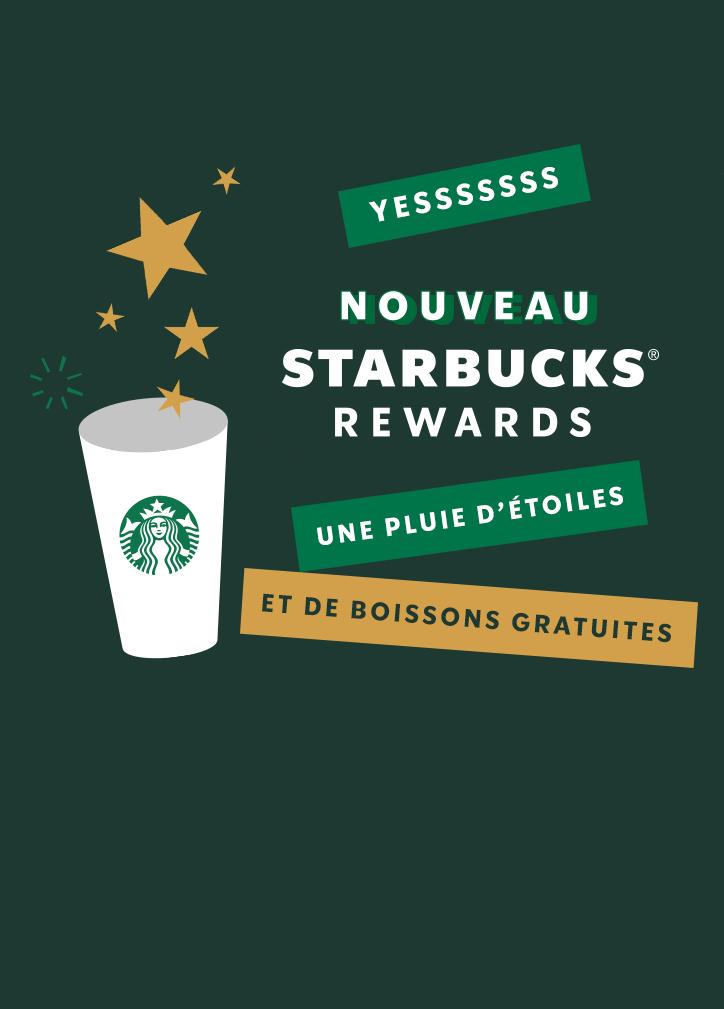 YESSSSSSS
NOUVEAU
STARBUCKS®
REWARDS
UNE PLUIE D’ÉTOILES
ET DE BOISSONS GRATUITES